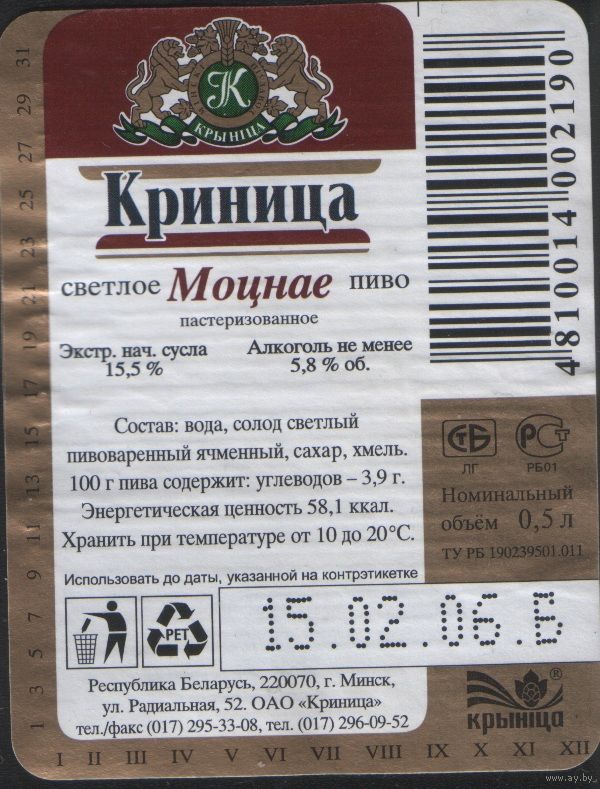 КРЫНІЦА
Криница
светлое Моцнае пиво
пастеризованное
Экстр. нач. сусла
15,5 %
Алкоголь не менее
5,8 % об.
Состав: вода, солод светлый
пивоваренный ячменный, сахар, хмель.
100 г пива содержит: углеводов – 3,9 г.
Энергетическая ценность 58,1 ккал.
Хранить при температуре от 10 до 20°С.
Использовать до даты, указанной на контрэтикетке
PET
15.02.06.Б
Республика Беларусь, 220070, г. Минск,
ул. Радиальная, 52. ОАО «Криница»
тел./факс (017) 295-33-08, тел. (017) 296-09-52
4810014002190
СТБ
ЛГ
РСТ
РБ01
Номинальный
объём 0,5 л
ТУ РБ 190239501.011
®
крыніца
31
29
27
25
23
21
19
17
15
13
11
9
7
5
3
1
I II III IV V VI VII VIII IX X XI XII
www.ay.by